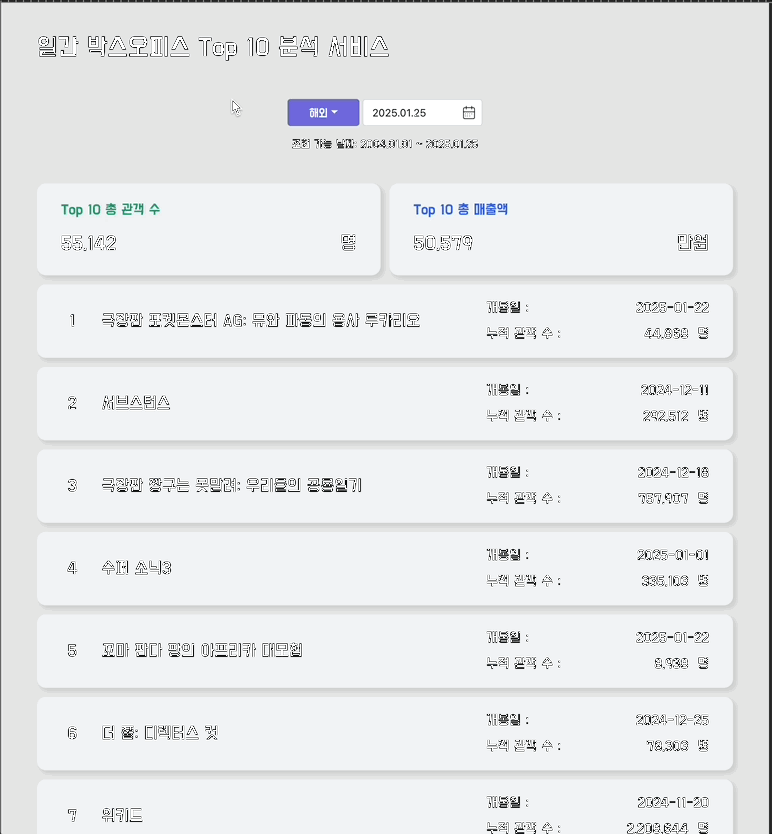 일간 박스오피스 Top 10 분석 서비스
해외
2025.01.25
조회 가능 날짜: 2004.01.01 ~ 2025.01.25
Top 10 총 관객 수
55,142 명
Top 10 총 매출액
50,579 만원
1 극장판 포켓몬스터 AG: 뮤와 파동의 용사 루카리오
개봉일 : 2025-01-22
누적 관객 수 : 44,868 명
2 서브스턴스
개봉일 : 2024-12-11
누적 관객 수 : 292,512 명
3 극장판 짱구는 못말려: 우리들의 공룡일기
개봉일 : 2024-12-18
누적 관객 수 : 757,907 명
4 수퍼 소닉3
개봉일 : 2025-01-01
누적 관객 수 : 335,103 명
5 꼬마 판다 팡의 아프리카 대모험
개봉일 : 2025-01-22
누적 관객 수 : 8,938 명
6 더 폴: 디렉터스 컷
개봉일 : 2024-12-25
누적 관객 수 : 78,303 명
7 위키드
개봉일 : 2024-11-20
누적 관객 수 : 2,208,644 명